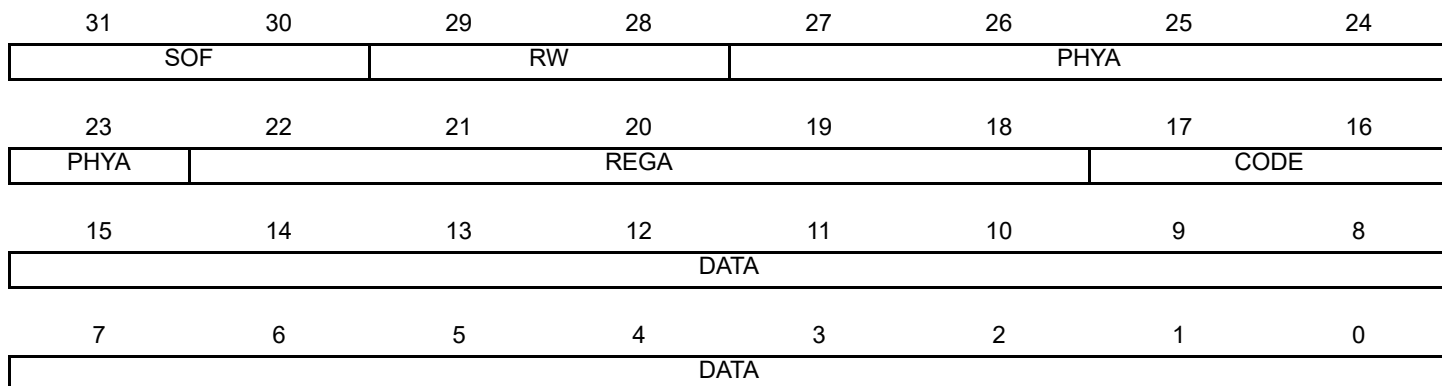 31 30 29 28 27 26 25 24
SOF RW PHYA
23 22 21 20 19 18 17 16
PHYA REGA CODE
15 14 13 12 11 10 9 8
DATA
7 6 5 4 3 2 1 0
DATA